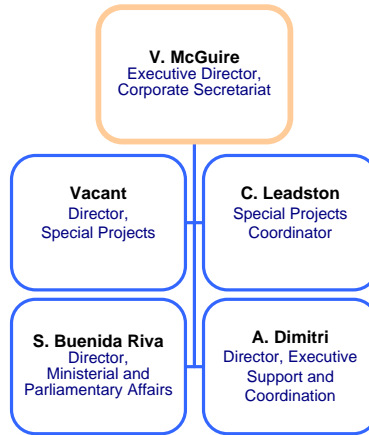 V. McGuire
Executive Director,
Corporate Secretariat
Vacant
Director,
Special Projects
C. Leadston
Special Projects
Coordinator
S. Buenida Riva
Director,
Ministerial and
Parliamentary Affairs
A. Dimitri
Director, Executive
Support and
Coordination